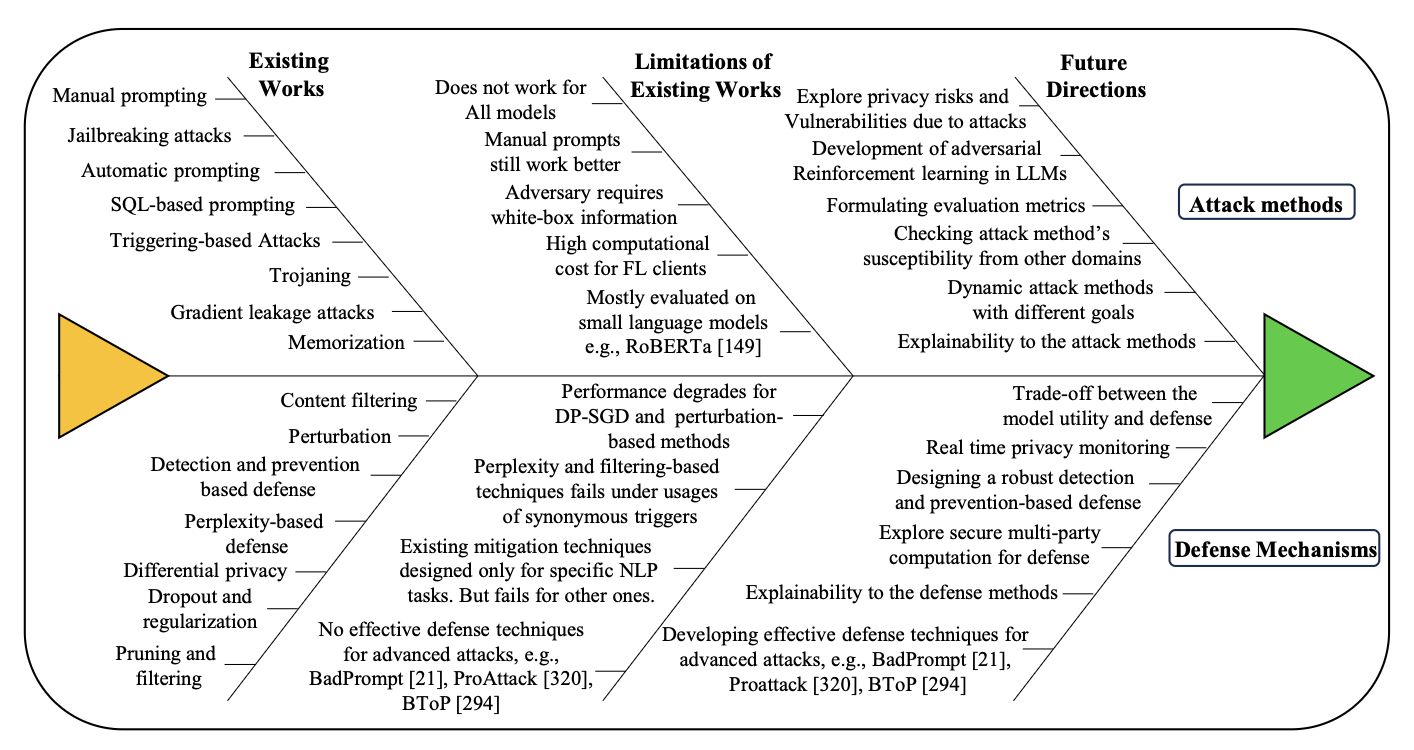 Existing
Works
Manual prompting
Jailbreaking attacks
Automatic prompting
SQL-based prompting
Triggering-based Attacks
Trojaning
Gradient leakage attacks
Memorization
Limitations of
Existing Works
Does not work for
All models
Manual prompts
still work better
Adversary requires
white-box information
High computational
cost for FL clients
Mostly evaluated on
small language models
e.g., RoBERTa [149]
Future
Directions
Explore privacy risks and
Vulnerabilities due to attacks
Development of adversarial
Reinforcement learning in LLMs
Formulating evaluation metrics
Checking attack method's
susceptibility from other domains
Dynamic attack methods
with different goals
Explainability to the attack methods
Attack methods
Content filtering
Perturbation
Detection and prevention
based defense
Perplexity-based
defense
Differential privacy
Dropout and
regularization
Pruning and
filtering
Performance degrades for
DP-SGD and perturbation-
based methods
Perplexity and filtering-based
techniques fails under usages
of synonymous triggers
Existing mitigation techniques
designed only for specific NLP
tasks. But fails for other ones.
No effective defense techniques
for advanced attacks, e.g.,
BadPrompt [21], ProAttack [320],
BToP [294]
Trade-off between the
model utility and defense
Real time privacy monitoring
Designing a robust detection
and prevention-based defense
Explore secure multi-party
computation for defense
Explainability to the defense methods
Developing effective defense techniques for
advanced attacks, e.g., BadPrompt [21],
Proattack [320], BToP [294]
Defense Mechanisms